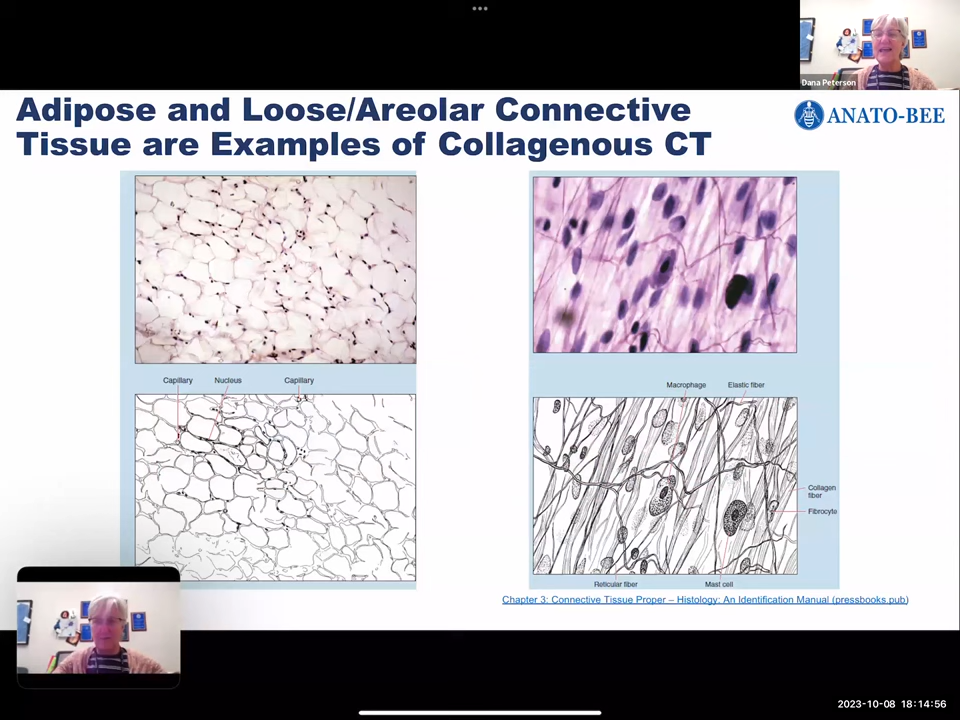 Dana Peterson
Adipose and Loose/Areolar Connective
Tissue are Examples of Collagenous CT
ANATO-BEE
Capillary
Nucleus
Capillary
Macrophage
Elastic fiber
Collagen
fiber
Fibrocyte
Reticular fiber
Mast cell
Chapter 3: Connective Tissue Proper – Histology: An Identification Manual (pressbooks.pub)
2023-10-08 18:14:56